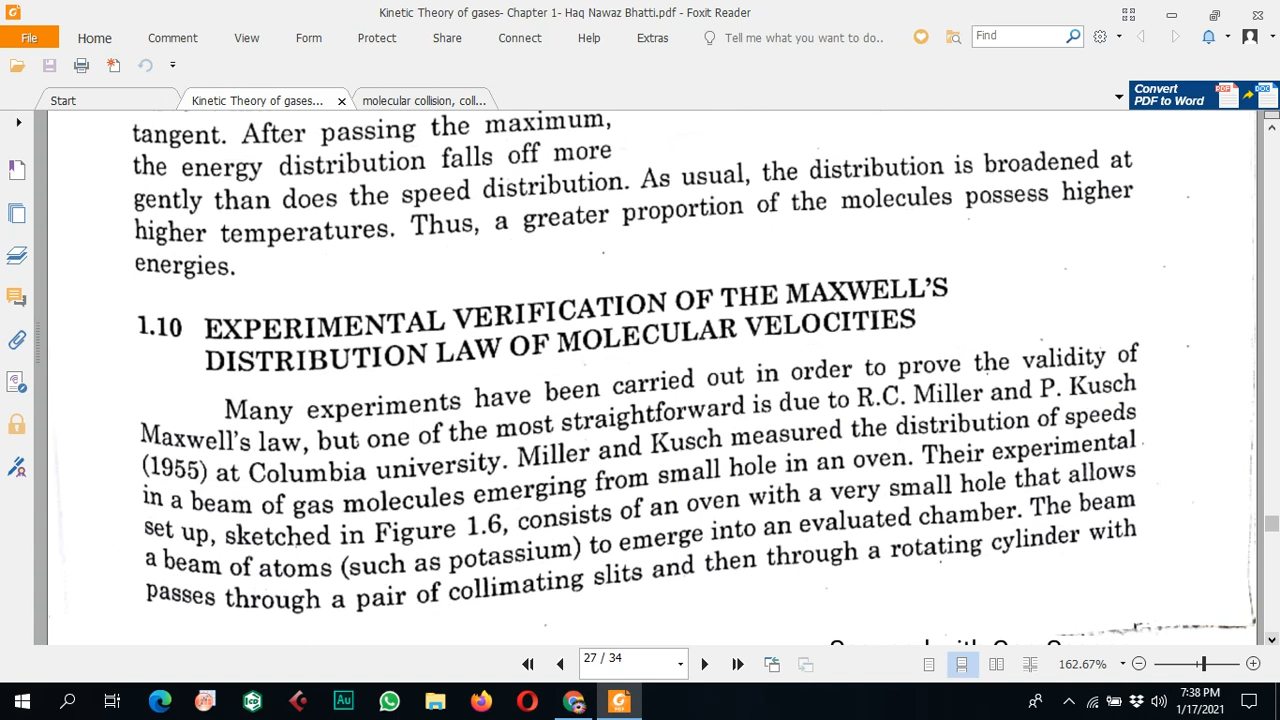 Kinetic Theory of gases- Chapter 1- Haq Nawaz Bhatti.pdf - Foxit Reader
File Home Comment View Form Protect Share Connect Help Extras Tell me what you want to do.. Find
Start Kinetic Theory of gases... molecular collision, coll... Convert
PDF to Word
tangent. After passing the maximum,
the energy distribution falls off more
gently than does the speed distribution. As usual, the distribution is broadened at
higher temperatures. Thus, a greater proportion of the molecules possess higher
energies.
1.10 EXPERIMENTAL VERIFICATION OF THE MAXWELL'S
DISTRIBUTION LAW OF MOLECULAR VELOCITIES
Many experiments have been carried out in order to prove the validity of
Maxwell's law, but one of the most straightforward is due to R.C. Miller and P. Kusch
(1955) at Columbia university. Miller and Kusch measured the distribution of speeds
in a beam of gas molecules emerging from small hole in an oven. Their experimental
set up, sketched in Figure 1.6, consists of an oven with a very small hole that allows
a beam of atoms (such as potassium) to emerge into an evaluated chamber. The beam
passes through a pair of collimating slits and then through a rotating cylinder with
27 / 34 162.67%
7:38 PM
1/17/2021